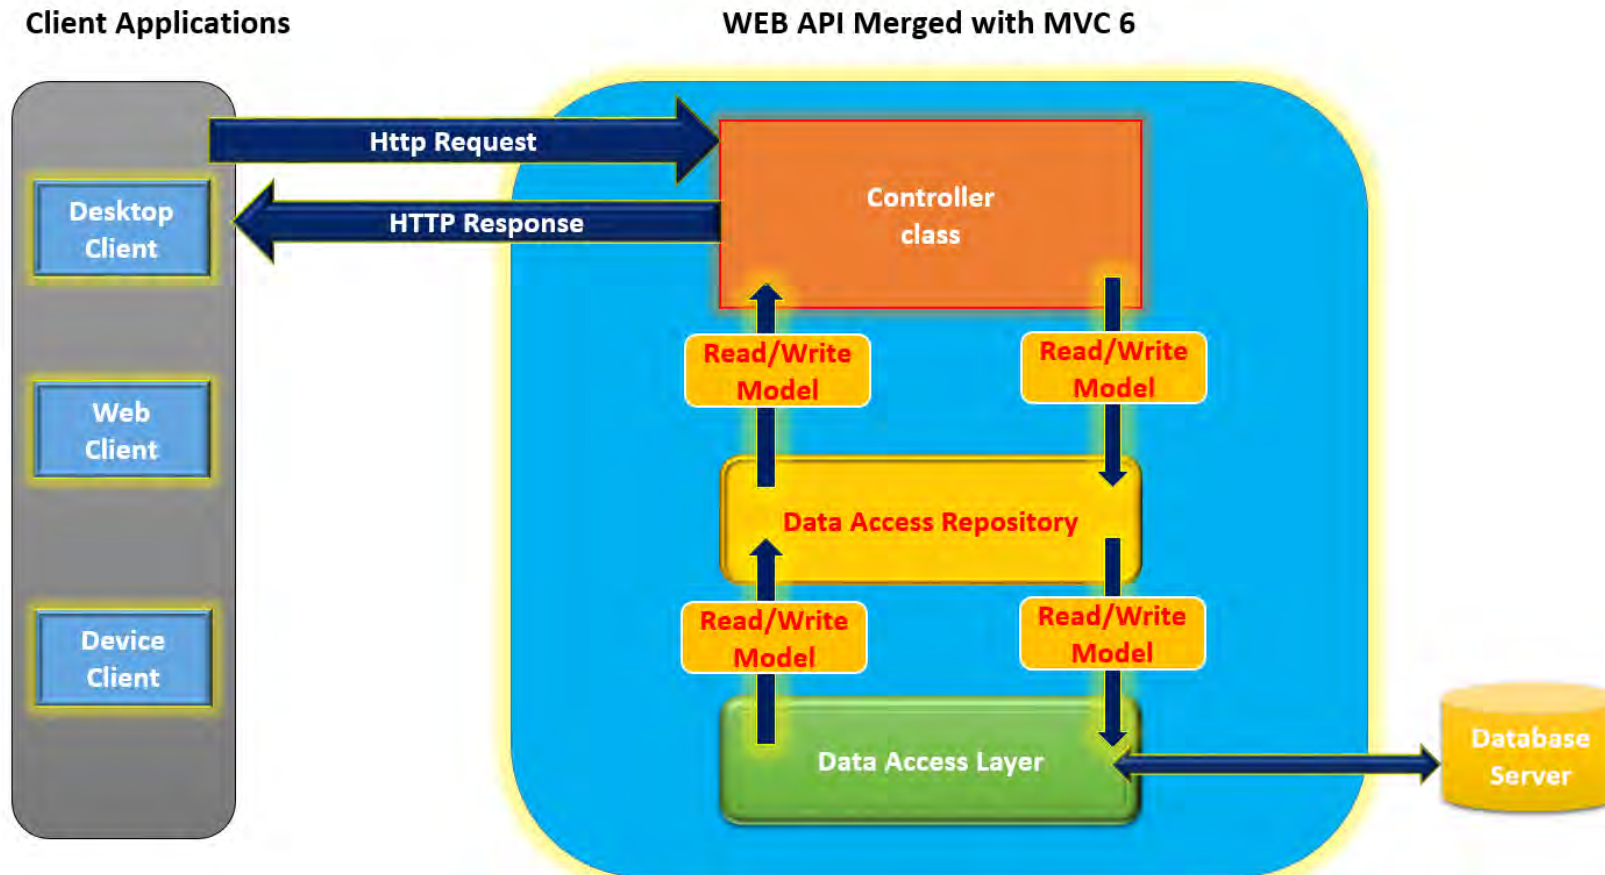 Client Applications
WEB API Merged with MVC 6
Http Request
HTTP Response
Desktop
Client
Web
Client
Device
Client
Controller
class
Read/Write
Model
Read/Write
Model
Data Access Repository
Read/Write
Model
Read/Write
Model
Data Access Layer
Database
Server